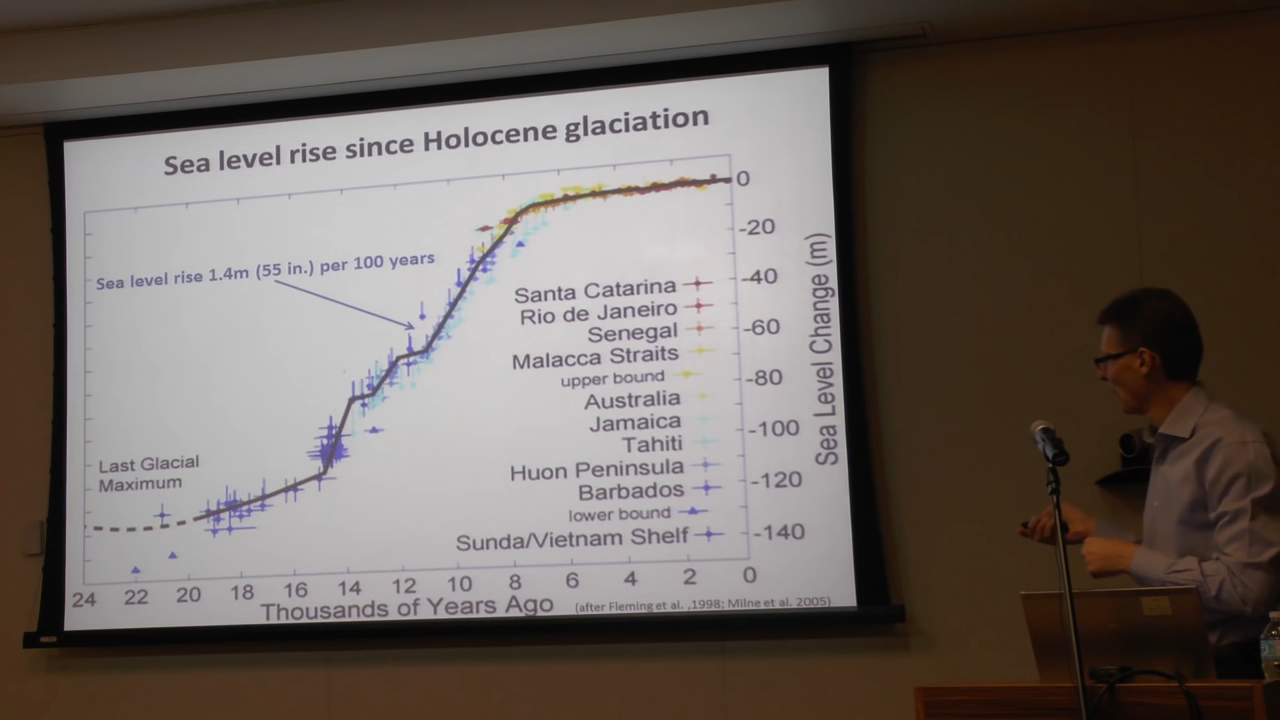 Sea level rise since Holocene glaciation
Sea level rise 1.4m (55 in.) per 100 years
Last Glacial
Maximum
Santa Catarina
Rio de Janeiro
Senegal
Malacca Straits
upper bound
Australia
Jamaica
Tahiti
Huon Peninsula
Barbados
lower bound
Sunda/Vietnam Shelf
0
-20
-40
-60
-80
-100
-120
-140
Sea Level Change (m)
24 22 20 18 16 14 12 10 8 6 4 2 0
Thousands of Years Ago
(after Fleming et al. ,1998; Milne et al. 2005)